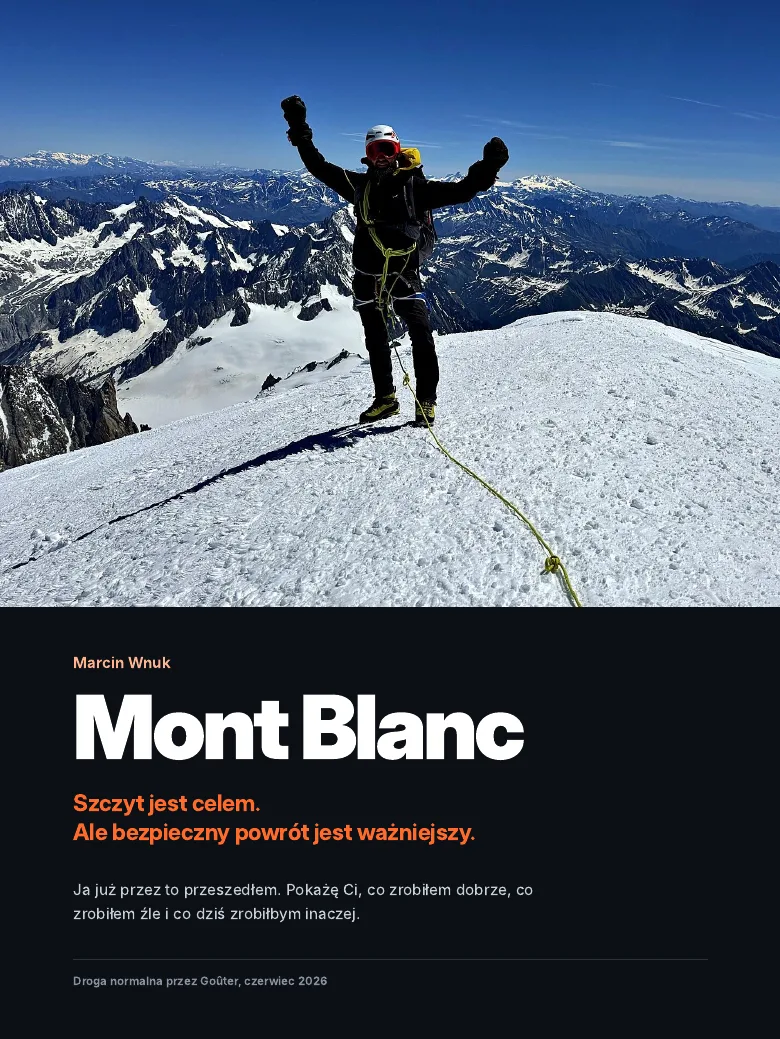 Marcin Wnuk
Mont Blanc
Szczyt jest celem.
Ale bezpieczny powrót jest ważniejszy.
Ja już przez to przeszedłem. Pokażę Ci, co zrobiłem dobrze, co
zrobiłem źle i co dziś zrobiłbym inaczej.
Droga normalna przez Goûter, czerwiec 2026